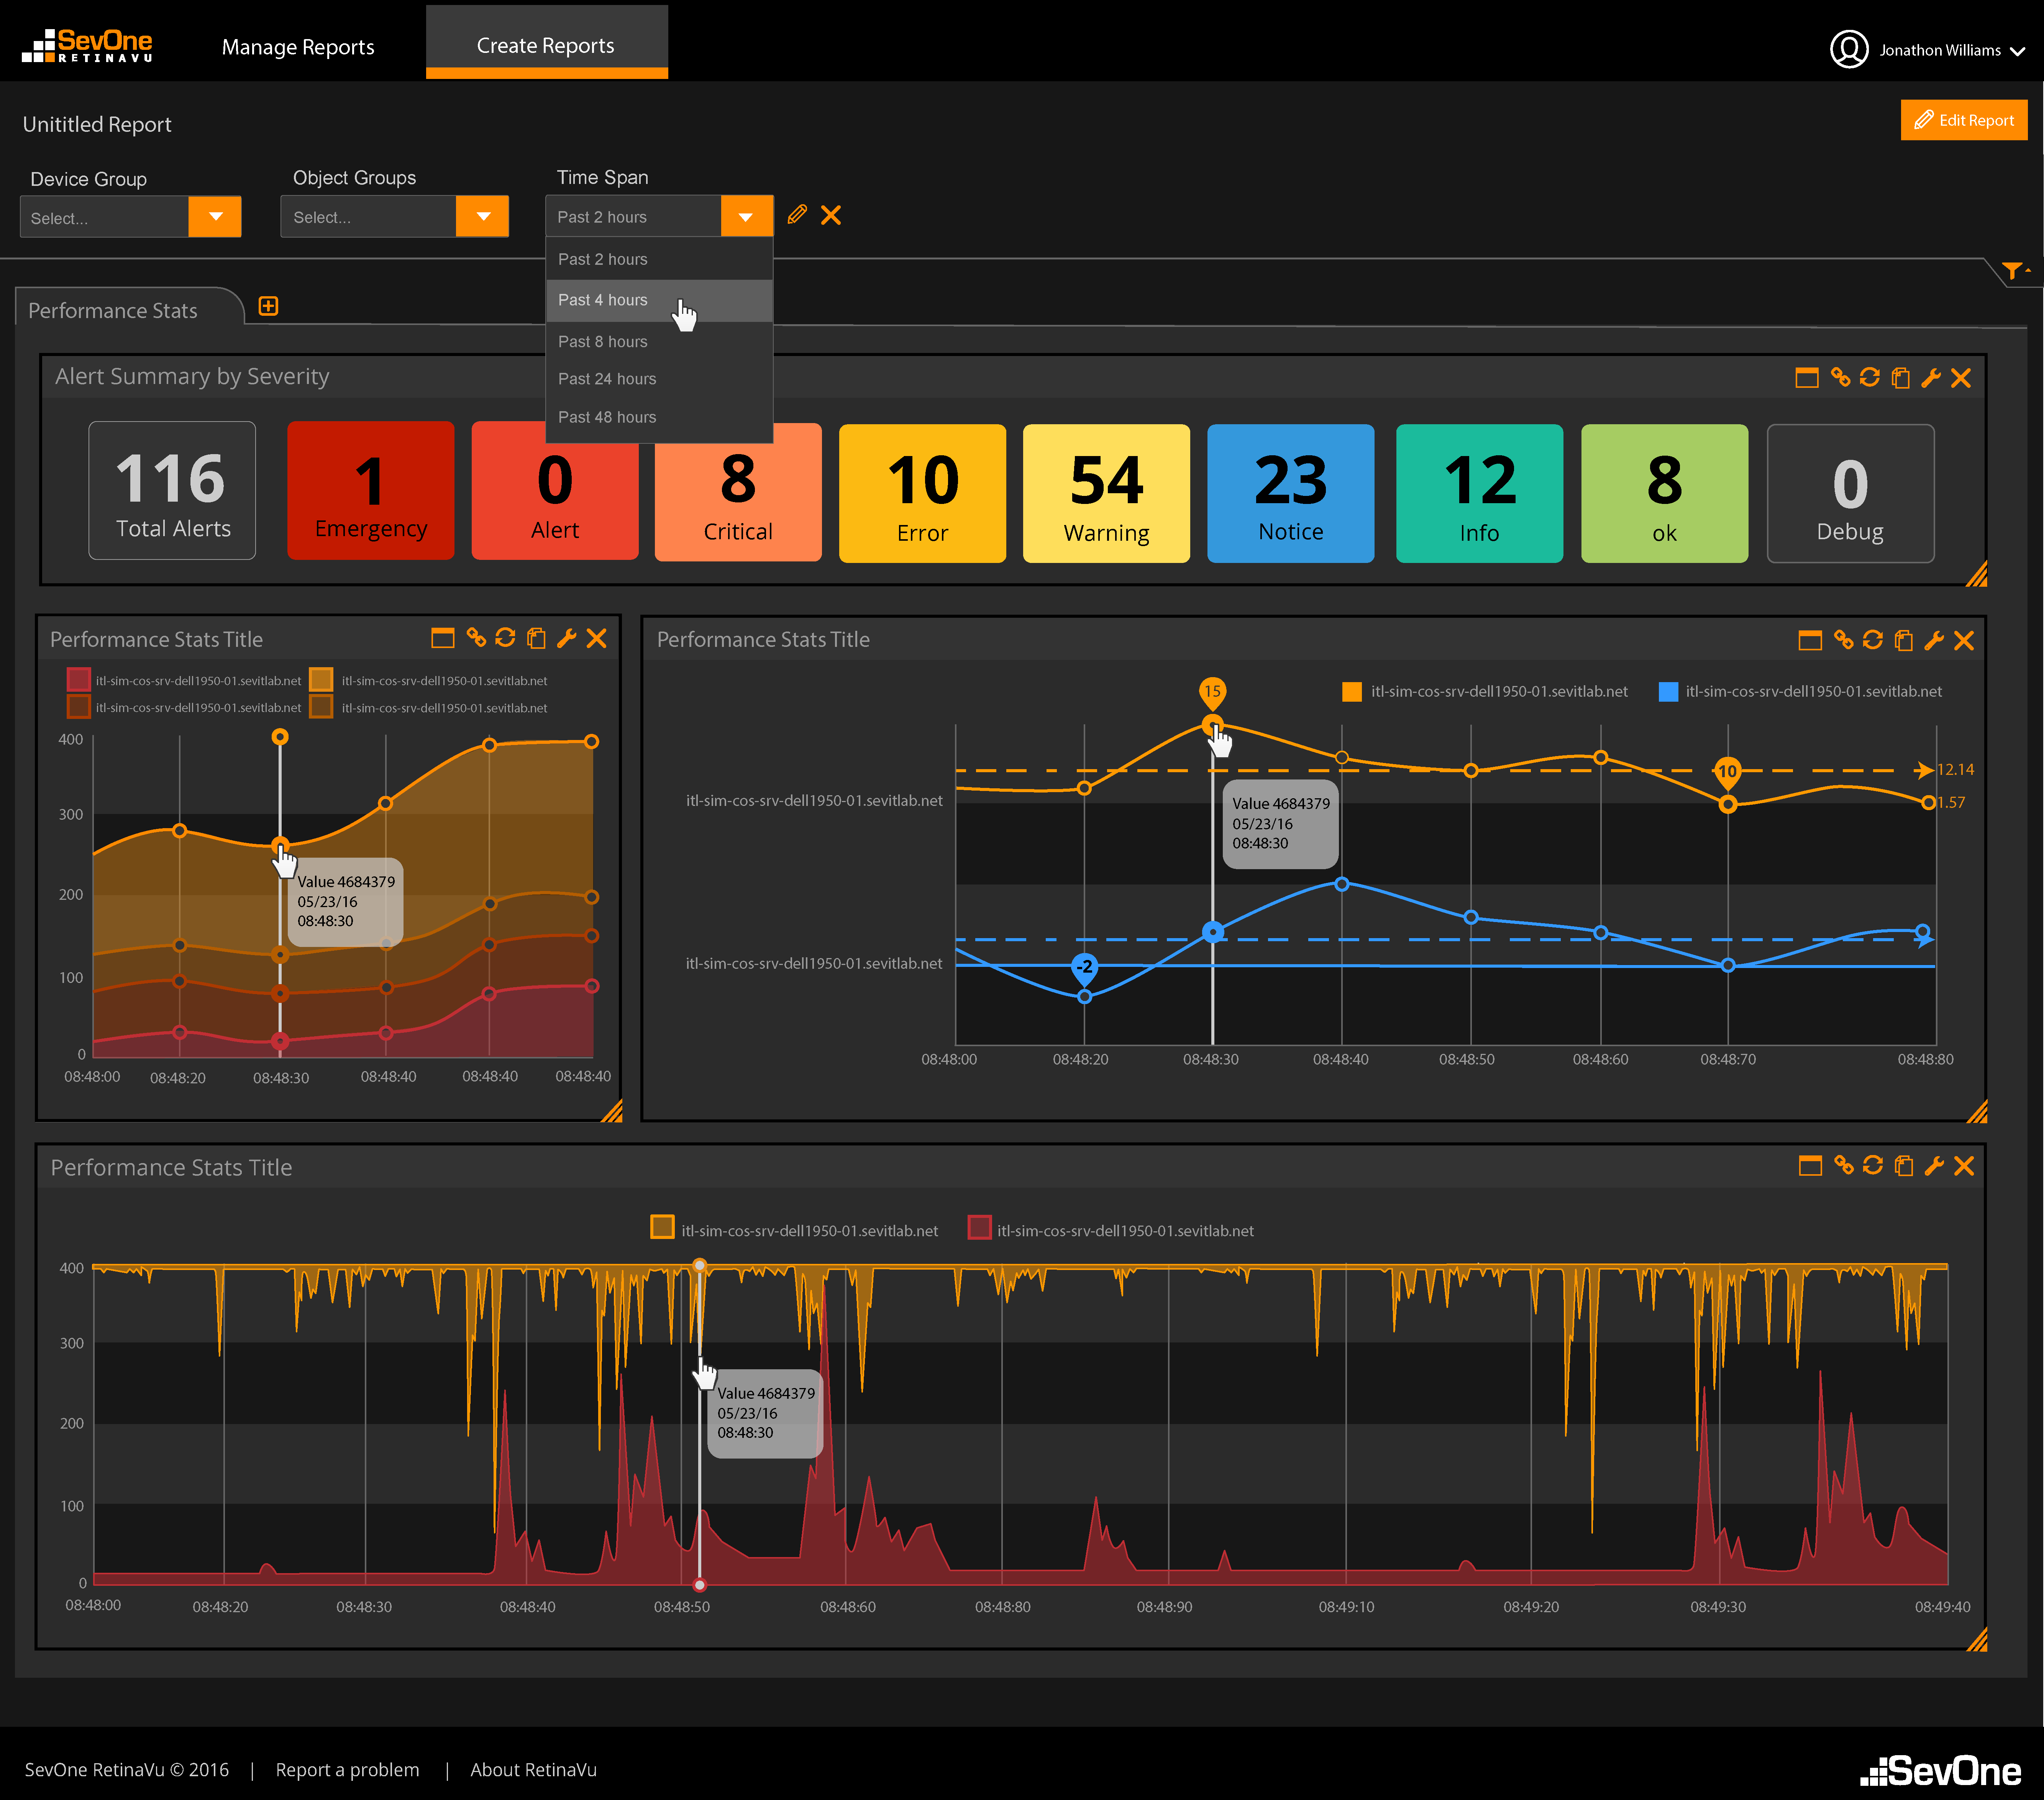 SevOne
RETINAVU
Manage Reports
Create Reports
Jonathon Williams
Unititled Report
Edit Report
Device Group
Object Groups
Time Span
Select...
Select...
Past 2 hours
Past 2 hours
Past 4 hours
Past 8 hours
Past 24 hours
Past 48 hours
Performance Stats
Alert Summary by Severity
116
Total Alerts
1
Emergency
0
Alert
8
Critical
10
Error
54
Warning
23
Notice
12
Info
8
ok
0
Debug
Performance Stats Title
itl-sim-cos-srv-dell1950-01.sevitlab.net
itl-sim-cos-srv-dell1950-01.sevitlab.net
itl-sim-cos-srv-dell1950-01.sevitlab.net
itl-sim-cos-srv-dell1950-01.sevitlab.net
400
300
200
100
0
Value 4684379
05/23/16
08:48:30
08:48:00
08:48:20
08:48:30
08:48:40
08:48:40
08:48:40
Performance Stats Title
itl-sim-cos-srv-dell1950-01.sevitlab.net
itl-sim-cos-srv-dell1950-01.sevitlab.net
15
10
12.14
1.57
itl-sim-cos-srv-dell1950-01.sevitlab.net
Value 4684379
05/23/16
08:48:30
itl-sim-cos-srv-dell1950-01.sevitlab.net
-2
08:48:00
08:48:20
08:48:30
08:48:40
08:48:50
08:48:60
08:48:70
08:48:80
Performance Stats Title
itl-sim-cos-srv-dell1950-01.sevitlab.net
itl-sim-cos-srv-dell1950-01.sevitlab.net
400
300
200
100
0
Value 4684379
05/23/16
08:48:30
08:48:00
08:48:20
08:48:30
08:48:40
08:48:50
08:48:60
08:48:80
08:48:90
08:49:10
08:49:20
08:49:30
08:49:40
SevOne RetinaVu © 2016 | Report a problem | About RetinaVu
SevOne